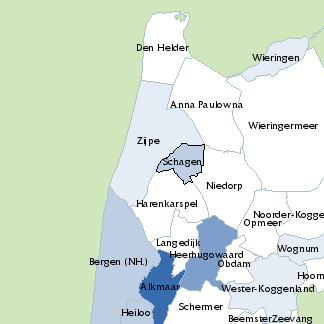 Den Helder
Wieringen
Anna Paulowna
Wieringermeer
Zijpe
Schagen
Niedorp
Harenkarspel
Noorder-Kogge
Opmeer
Langedijk
Wognum
Heerhugowaard
Bergen (NH.)
Obdam
Hoorn
Alkmaar
Wester-Koggenland
Schermer
Heiloo
Beemster
Zeevang